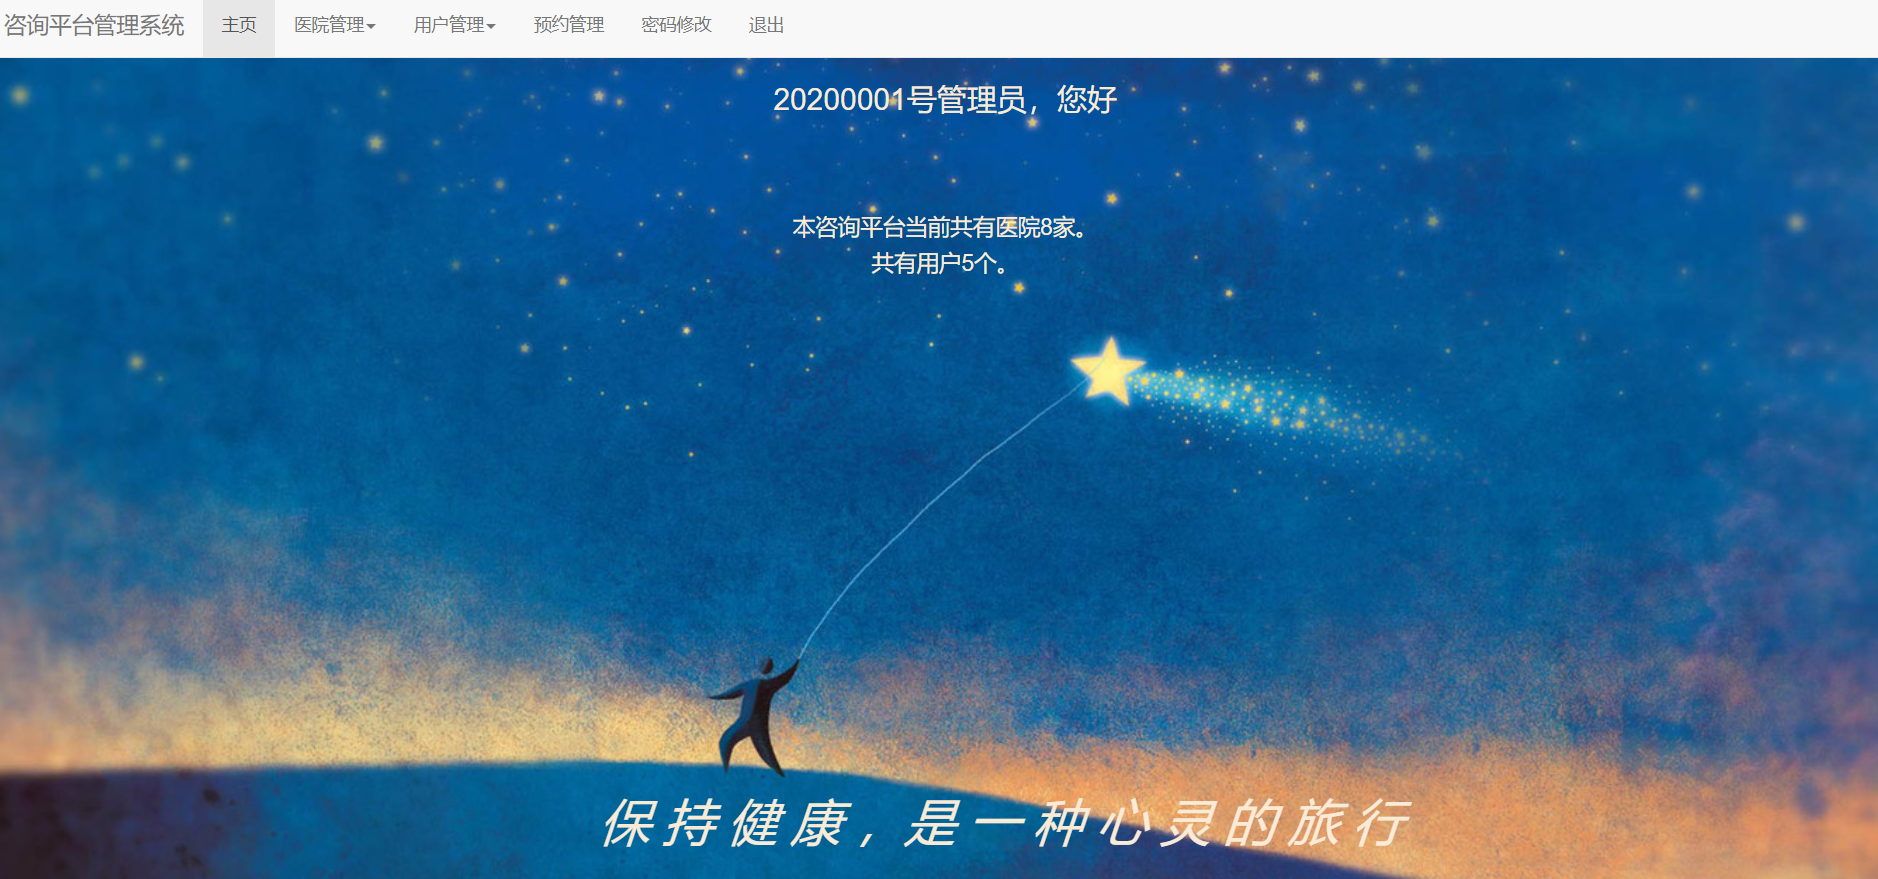 咨询平台管理系统 主页 医院管理 用户管理 预约管理 密码修改 退出
20200001号管理员，您好
本咨询平台当前共有医院8家。
共有用户5个。
保持健康，是一种心灵的旅行